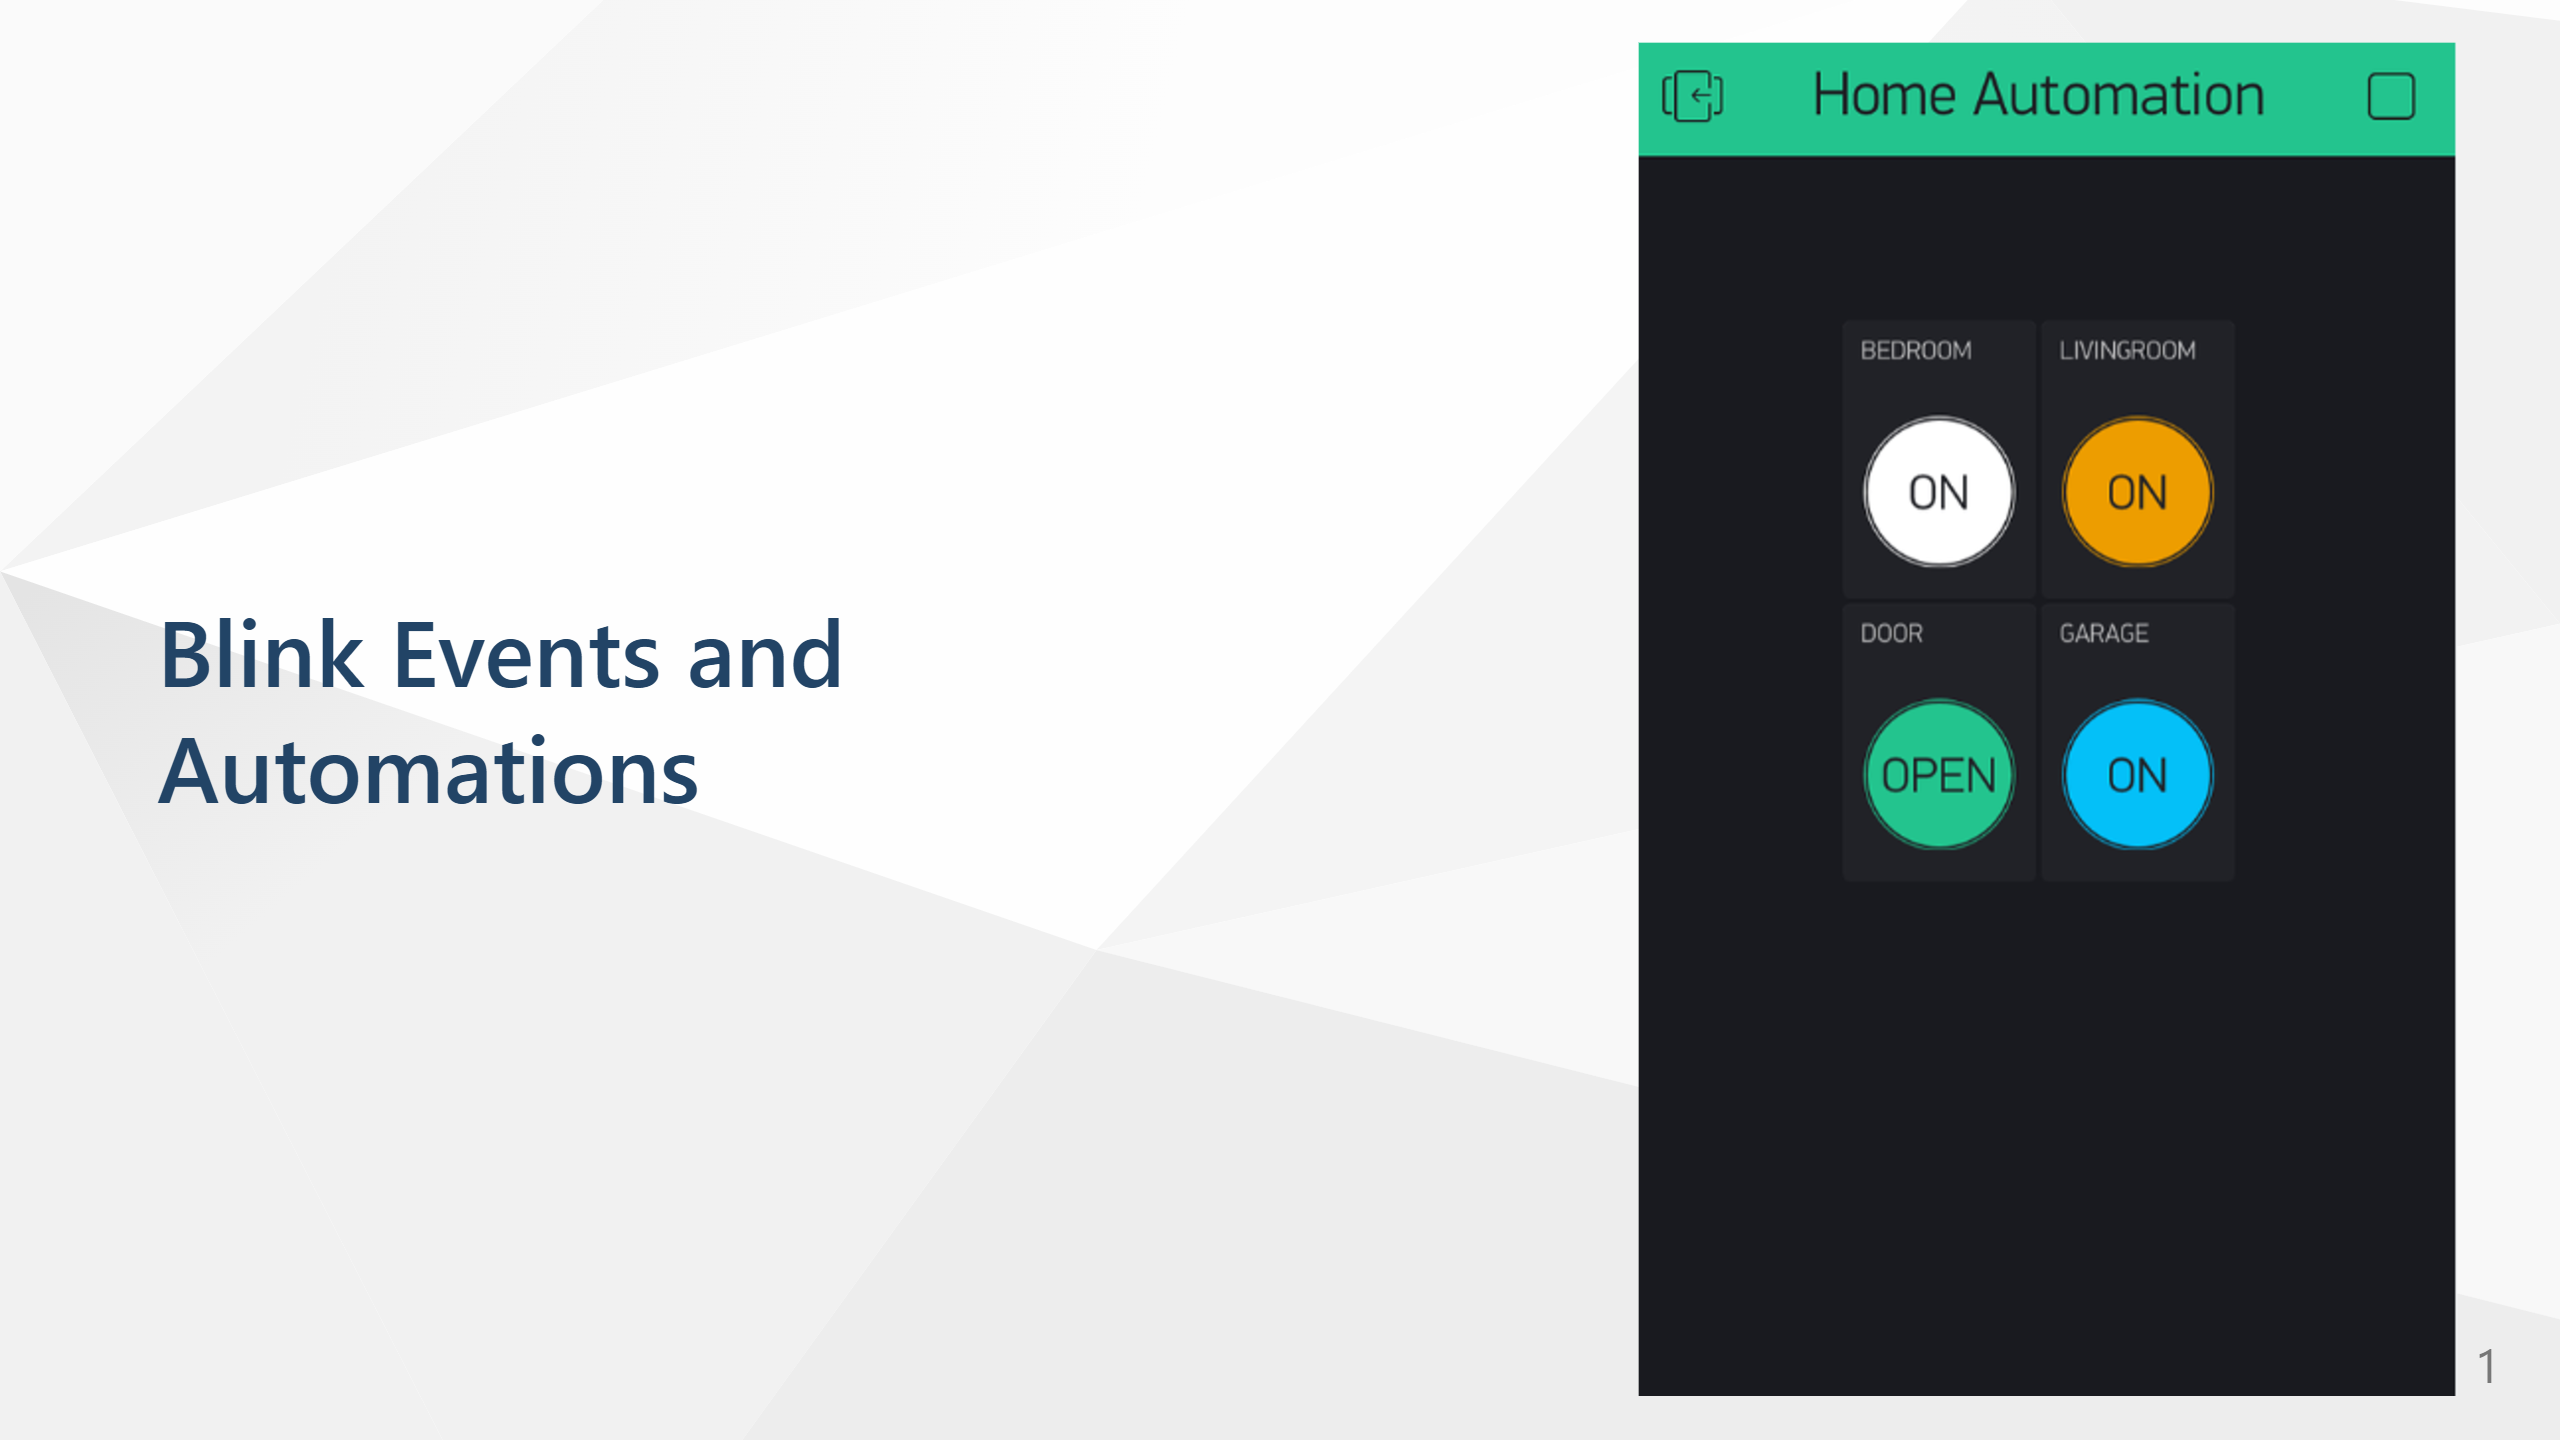 Blink Events and
Automations
Home Automation
BEDROOM
LIVINGROOM
ON
ON
DOOR
GARAGE
OPEN
ON
1